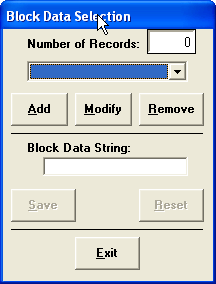 Block Data Selection
Number of Records: 0
Add Modify Remove
Block Data String:
Save Reset
Exit